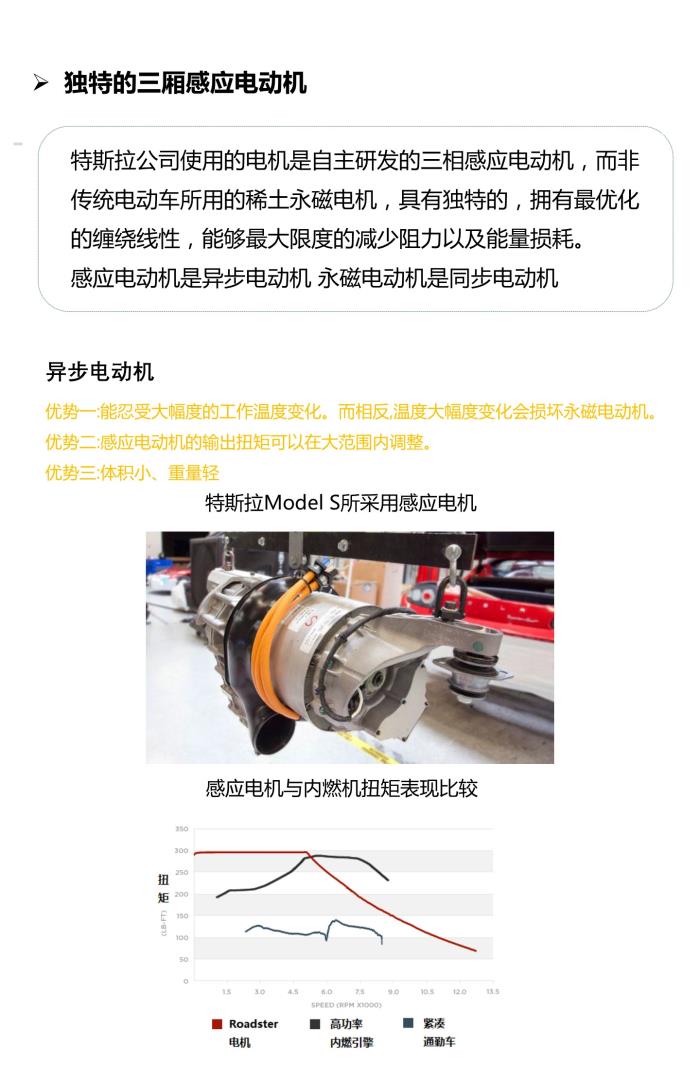 ➢ 独特的三厢感应电动机
特斯拉公司使用的电机是自主研发的三相感应电动机，而非
传统电动车所用的稀土永磁电机，具有独特的，拥有最优化
的缠绕线性，能够最大限度的减少阻力以及能量损耗。
感应电动机是异步电动机 永磁电动机是同步电动机
异步电动机
优势一:能忍受大幅度的工作温度变化。而相反,温度大幅度变化会损坏永磁电动机。
优势二:感应电动机的输出扭矩可以在大范围内调整。
优势三:体积小、重量轻
特斯拉Model S所采用感应电机
感应电机与内燃机扭矩表现比较
350
300
250
200
150
100
50
0
扭矩
(LB-FT)
1.5 3.0 4.5 6.0 7.5 9.0 10.5 12.0 13.5
SPEED (RPM X1000)
Roadster 高功率 紧凑
电机 内燃引擎 通勤车